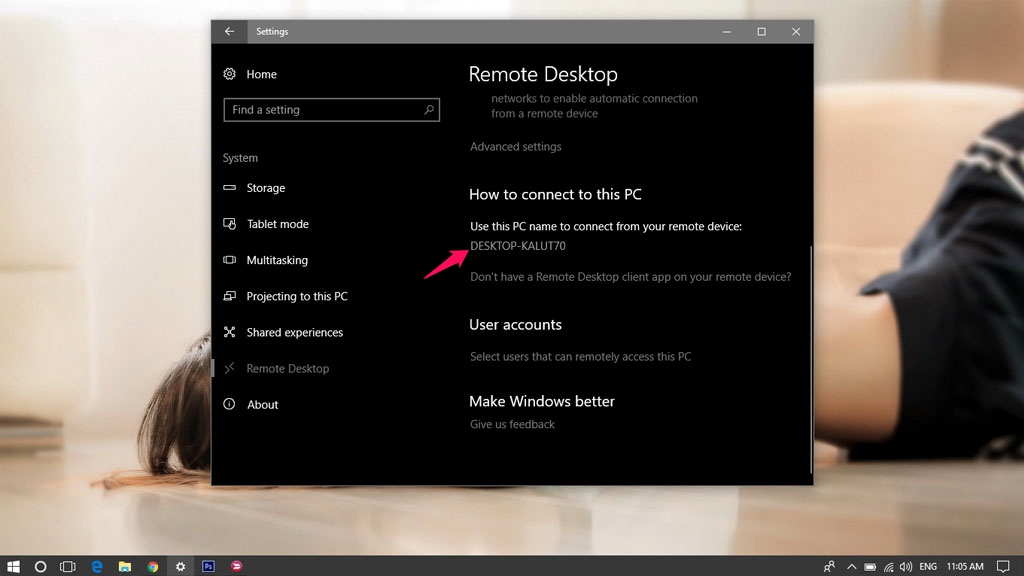 Settings
Home
Find a setting
System
Storage
Tablet mode
Multitasking
Projecting to this PC
Shared experiences
Remote Desktop
About
Remote Desktop
networks to enable automatic connection
from a remote device
Advanced settings
How to connect to this PC
Use this PC name to connect from your remote device:
DESKTOP-KALUT70
Don't have a Remote Desktop client app on your remote device?
User accounts
Select users that can remotely access this PC
Make Windows better
Give us feedback
Ps
ENG
11:05 AM